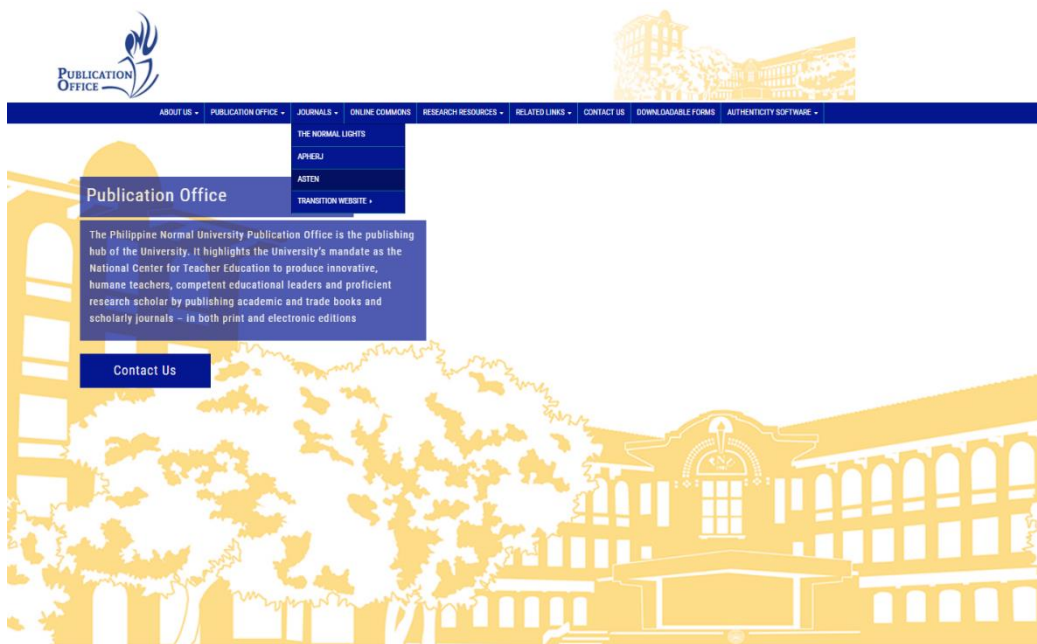 PNU
PUBLICATION
OFFICE
ABOUT US
PUBLICATION OFFICE
JOURNALS
ONLINE COMMONS
RESEARCH RESOURCES
RELATED LINKS
CONTACT US
DOWNLOADABLE FORMS
AUTHENTICITY SOFTWARE
THE NORMAL LIGHTS
APHERJ
ASTEN
TRANSITION WEBSITE
Publication Office
The Philippine Normal University Publication Office is the publishing
hub of the University. It highlights the University's mandate as the
National Center for Teacher Education to produce innovative,
humane teachers, competent educational leaders and proficient
research scholar by publishing academic and trade books and
scholarly journals – in both print and electronic editions
Contact Us